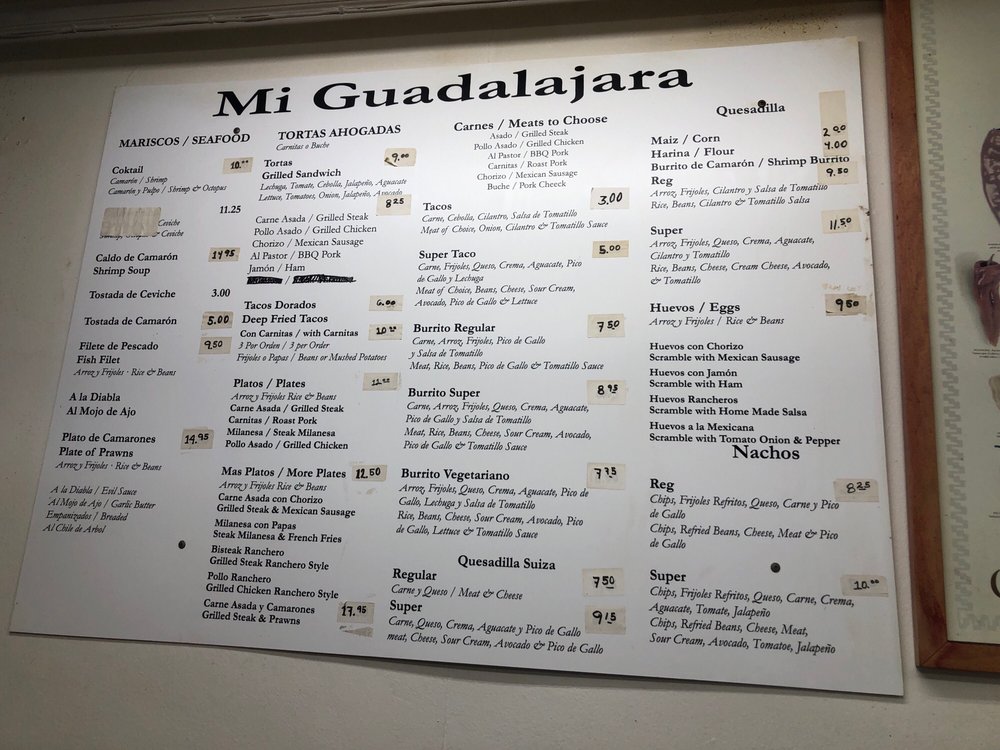 Mi Guadalajara
MARISCOS / SEAFOOD
Coktail 10.00
Camarón / Shrimp
Camarón y Pulpo / Shrimp & Octopus
11.25
Ceviche
& Ceviche
Caldo de Camarón 14.95
Shrimp Soup
Tostada de Ceviche 3.00
Tostada de Camarón 5.00
Filete de Pescado 9.50
Fish Filet
Arroz y Frijoles · Rice & Beans
A la Diabla
Al Mojo de Ajo
Plato de Camarones 14.95
Plate of Prawns
Arroz y Frijoles · Rice & Beans
A la Diabla / Evil Sauce
Al Mojo de Ajo / Garlic Butter
Empanizados / Breaded
Al Chile de Arbol
TORTAS AHOGADAS
Carnitas o Buche
Tortas 9.00
Grilled Sandwich
Lechuga, Tomate, Cebolla, Jalapeño, Aguacate
Lettuce, Tomatoes, Onion, Jalapeño, Avocado
8.25
Carne Asada / Grilled Steak
Pollo Asado / Grilled Chicken
Chorizo / Mexican Sausage
Al Pastor / BBQ Pork
Jamón / Ham
/
Tacos Dorados 6.00
Deep Fried Tacos
Con Carnitas / with Carnitas 10.00
3 Por Orden / 3 per Order
Frijoles o Papas / Beans or Mushed Potatoes
Platos / Plates
Arroz y Frijoles Rice & Beans
Carne Asada / Grilled Steak
Carnitas / Roast Pork
Milanesa / Steak Milanesa
Pollo Asado / Grilled Chicken
Mas Platos / More Plates 12.50
Arroz y Frijoles Rice & Beans
Carne Asada con Chorizo
Grilled Steak & Mexican Sausage
Milanesa con Papas
Steak Milanesa & French Fries
Bisteak Ranchero
Grilled Steak Ranchero Style
Pollo Ranchero
Grilled Chicken Ranchero Style
Carne Asada y Camarones 17.95
Grilled Steak & Prawns
Carnes / Meats to Choose
Asado / Grilled Steak
Pollo Asado / Grilled Chicken
Al Pastor / BBQ Pork
Carnitas / Roast Pork
Chorizo / Mexican Sausage
Buche / Pork Cheeck
Tacos 3.00
Carne, Cebolla, Cilantro, Salsa de Tomatillo
Meat of Choice, Onion, Cilantro & Tomatillo Sauce
Super Taco 5.00
Carne, Frijoles, Queso, Crema, Aguacate, Pico
de Gallo y Lechuga
Meat of Choice, Beans, Cheese, Sour Cream,
Avocado, Pico de Gallo & Lettuce
Burrito Regular 7.50
Carne, Arroz, Frijoles, Pico de Gallo
y Salsa de Tomatillo
Meat, Rice, Beans, Pico de Gallo & Tomatillo Sauce
Burrito Super 8.95
Carne, Arroz, Frijoles, Queso, Crema, Aguacate,
Pico de Gallo y Salsa de Tomatillo
Meat, Rice, Beans, Cheese, Sour Cream, Avocado,
Pico de Gallo & Tomatillo Sauce
Burrito Vegetariano 7.75
Arroz, Frijoles, Queso, Crema, Aguacate, Pico de
Gallo, Lechuga y Salsa de Tomatillo
Rice, Beans, Cheese, Sour Cream, Avocado, Pico
de Gallo, Lettuce & Tomatillo Sauce
Quesadilla Suiza
Regular 7.50
Carne y Queso / Meat & Cheese
Super
Carne, Queso, Crema, Aguacate y Pico de Gallo
meat, Cheese, Sour Cream, Avocado & Pico de Gallo
Quesadilla
Maiz / Corn 2.00
Harina / Flour 4.00
Burrito de Camarón / Shrimp Burrito
Reg 9.50
Arroz, Frijoles, Cilantro y Salsa de Tomatillo
Rice, Beans, Cilantro & Tomatillo Salsa
Super 11.50
Arroz, Frijoles, Queso, Crema, Aguacate,
Cilantro y Tomatillo
Rice, Beans, Cheese, Cream Cheese, Avocado,
& Tomatillo
Huevos / Eggs 9.50
Arroz y Frijoles / Rice & Beans
Huevos con Chorizo
Scramble with Mexican Sausage
Huevos con Jamón
Scramble with Ham
Huevos Rancheros
Scramble with Home Made Salsa
Huevos a la Mexicana
Scramble with Tomato Onion & Pepper
Nachos
Reg 8.25
Chips, Frijoles Refritos, Queso, Carne y Pico
de Gallo
Chips, Refried Beans, Cheese, Meat & Pico
de Gallo
Super 10.00
Chips, Frijoles Refritos, Queso, Carne, Crema,
Aguacate, Tomate, Jalapeño
Chips, Refried Beans, Cheese, Meat,
Sour Cream, Avocado, Tomatoe, Jalapeño